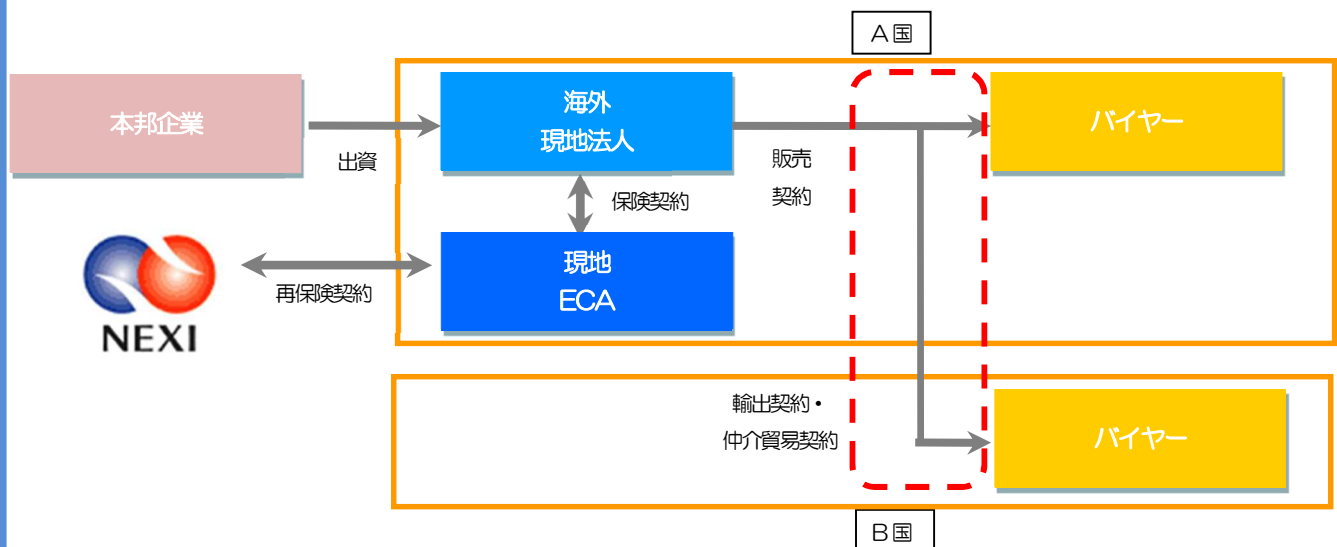 A国
本邦企業
出資
海外
現地法人
販売
契約
バイヤー
保険契約
現地
ECA
再保険契約
NEXI
輸出契約・
仲介貿易契約
バイヤー
B国